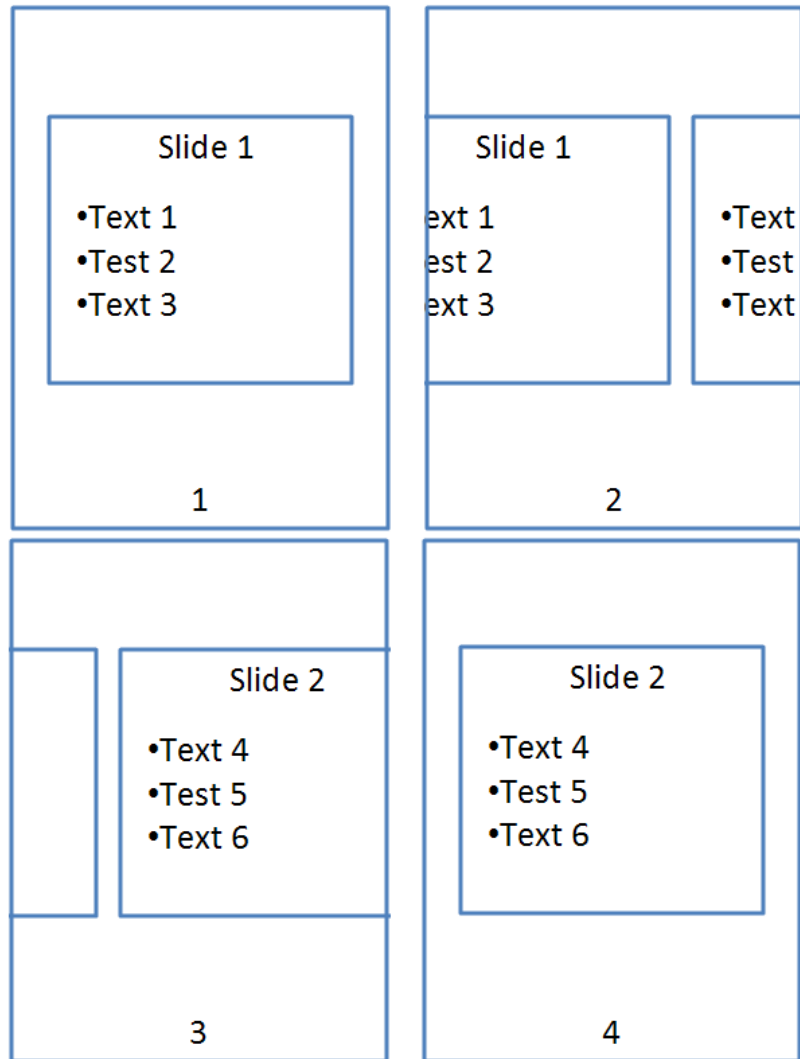 Slide 1
•Text 1
•Test 2
•Text 3
1
Slide 1
ext 1
est 2
ext 3
•Text
•Test
•Text
2
Slide 2
•Text 4
•Test 5
•Text 6
3
Slide 2
•Text 4
•Test 5
•Text 6
4